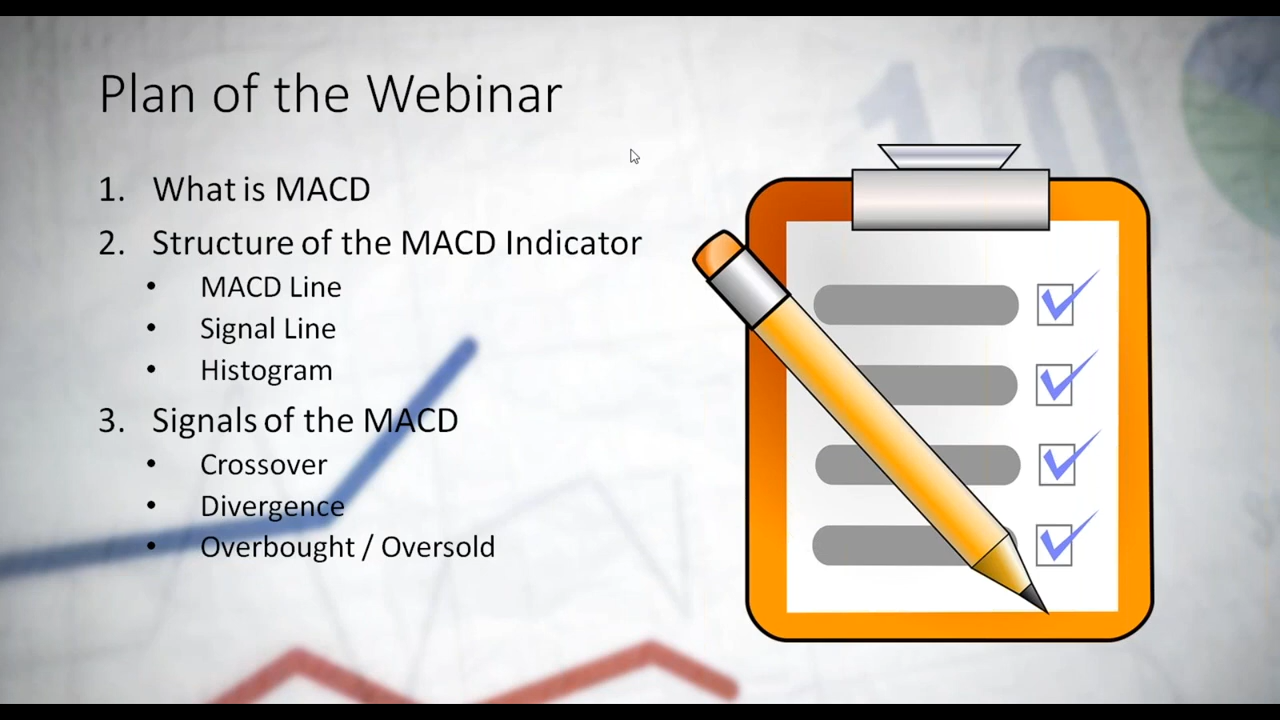 Plan of the Webinar
1. What is MACD
2. Structure of the MACD Indicator
• MACD Line
• Signal Line
• Histogram
3. Signals of the MACD
• Crossover
• Divergence
• Overbought / Oversold
10